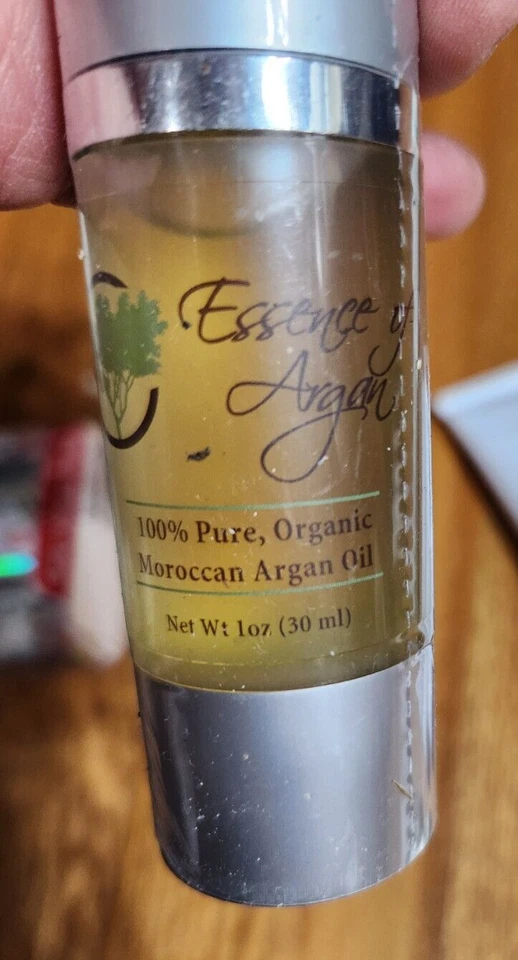 Essence of
Argan
100% Pure, Organic
Moroccan Argan Oil
Net Wt 1oz (30 ml)